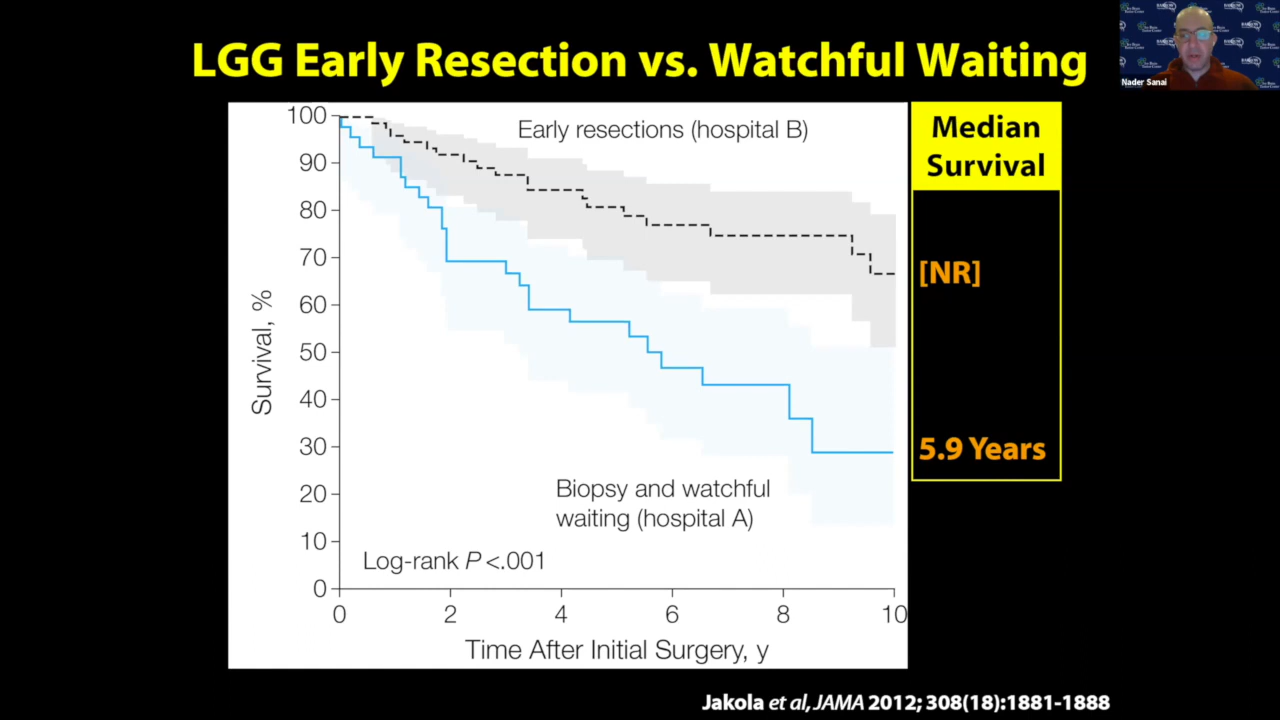 LGG Early Resection vs. Watchful Waiting
Nader Sanai
Median
Survival
[NR]
5.9 Years
Survival, %
100
90
80
70
60
50
40
30
20
10
0
Early resections (hospital B)
Biopsy and watchful
waiting (hospital A)
Log-rank P <.001
0 2 4 6 8 10
Time After Initial Surgery, y
Jakola et al, JAMA 2012; 308(18):1881-1888